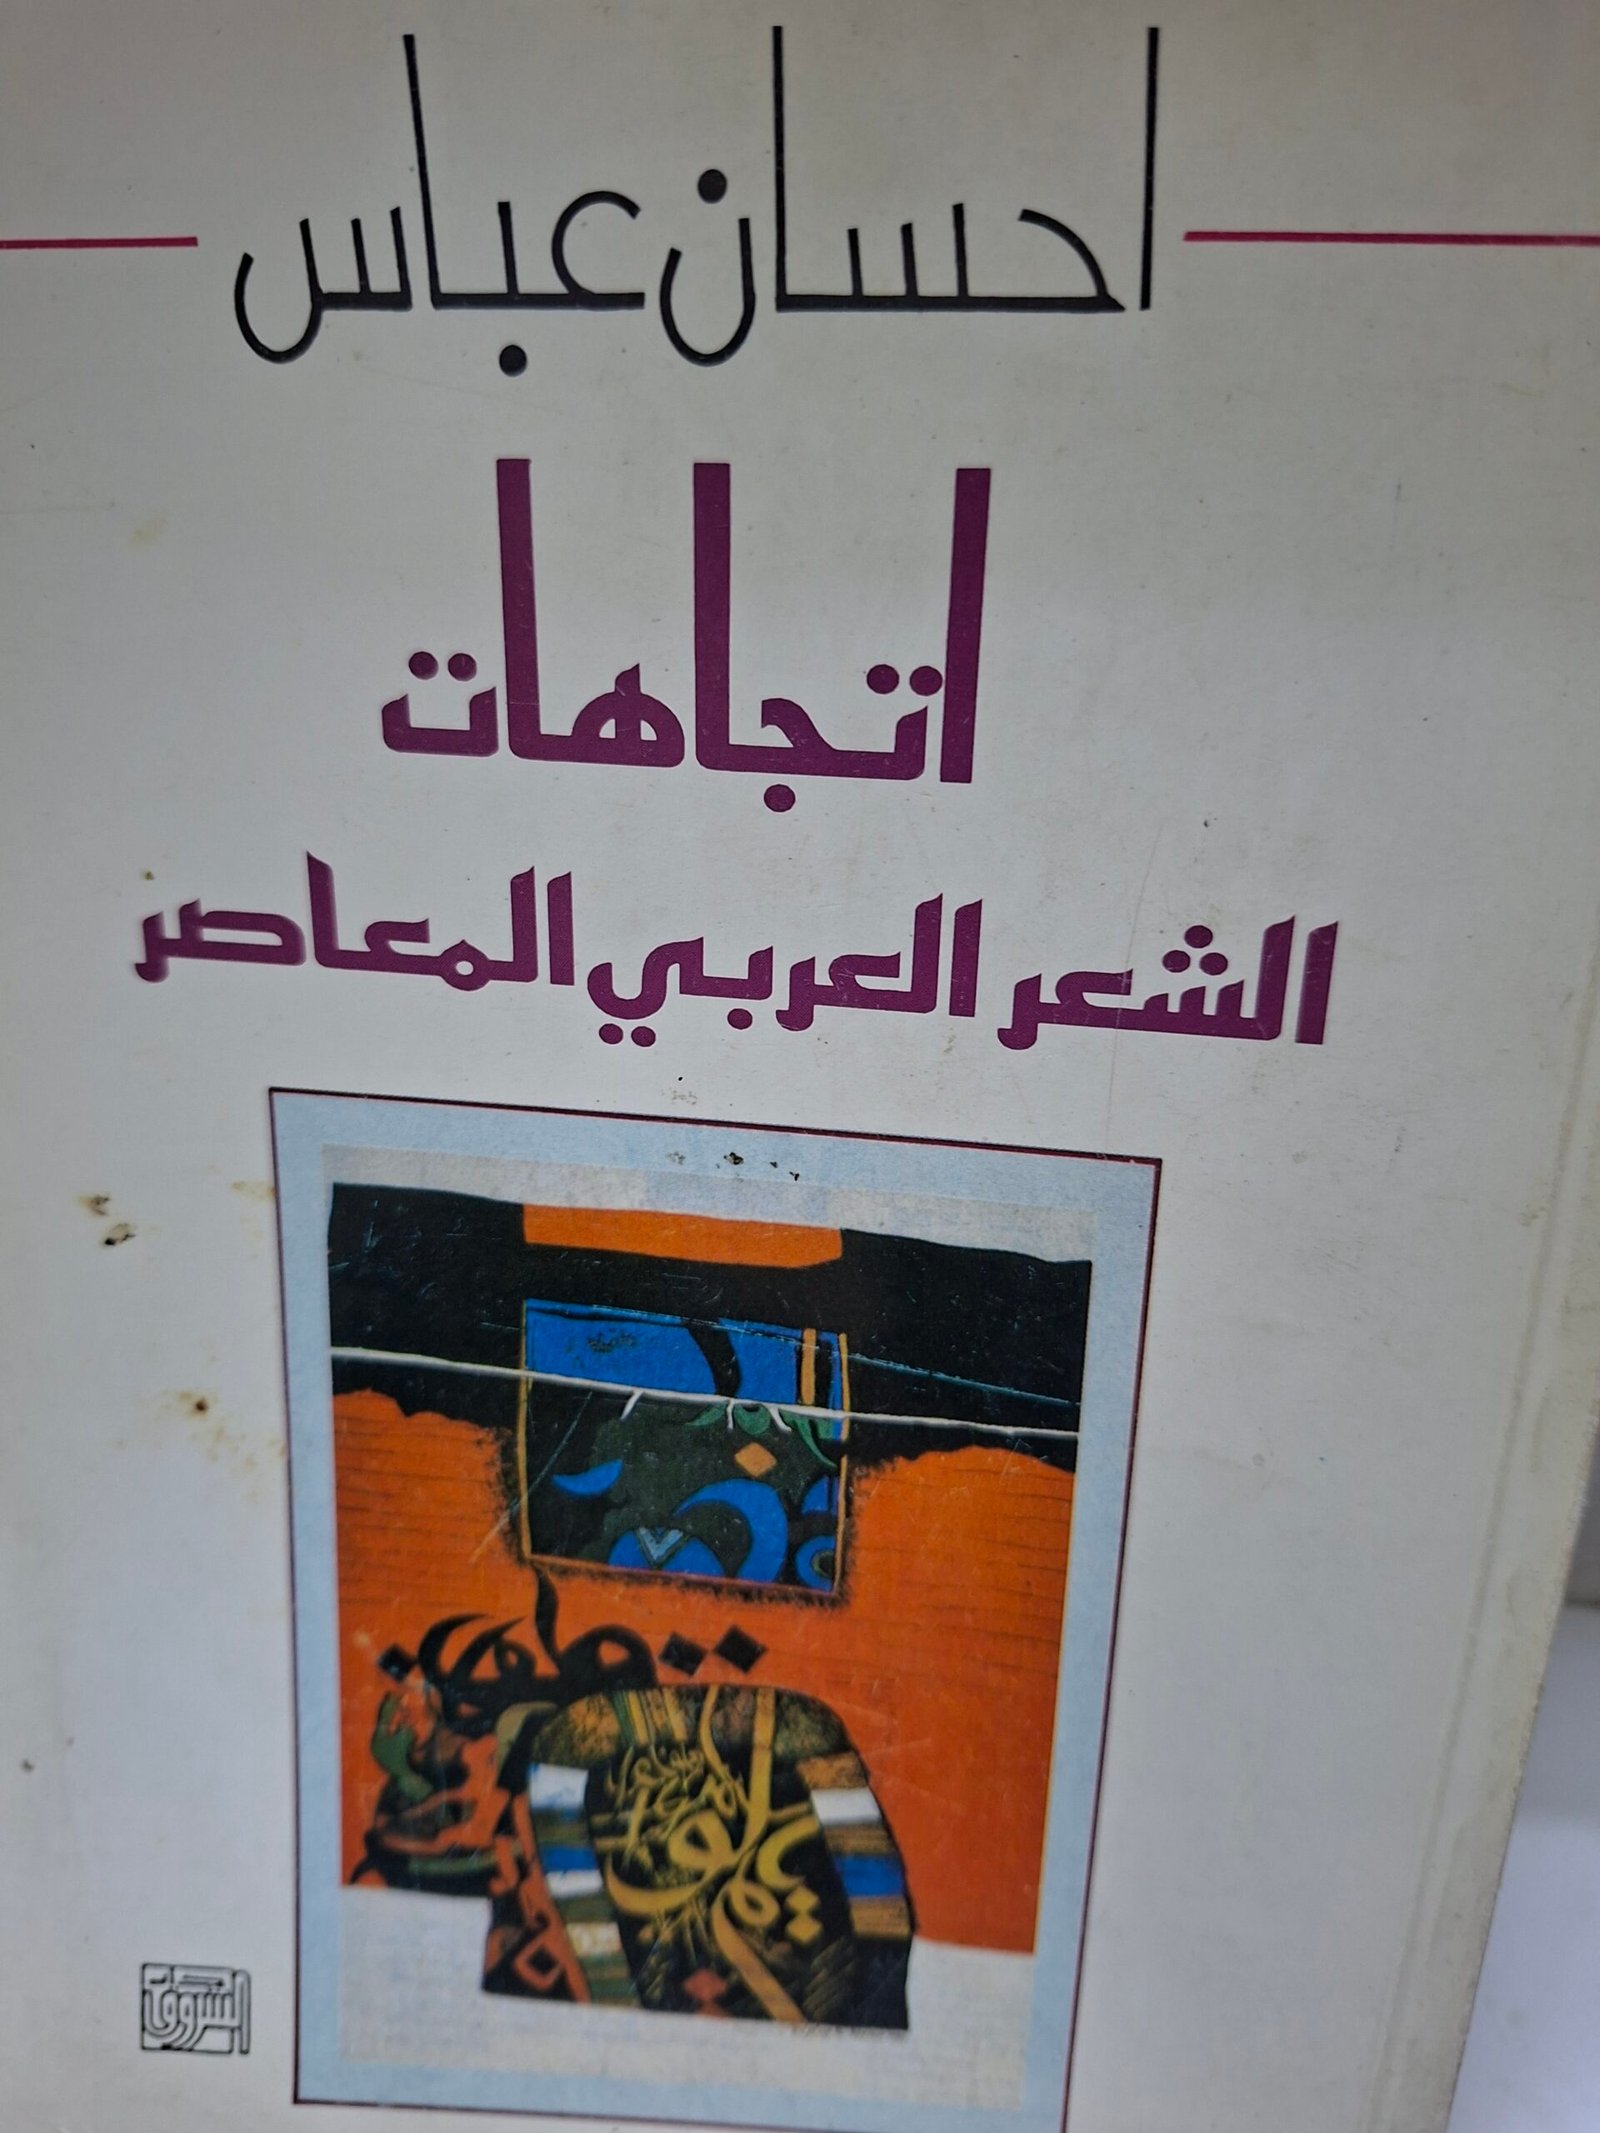 احسان عباس
اتجاهات
الشعر العربي المعاصر
الشروق